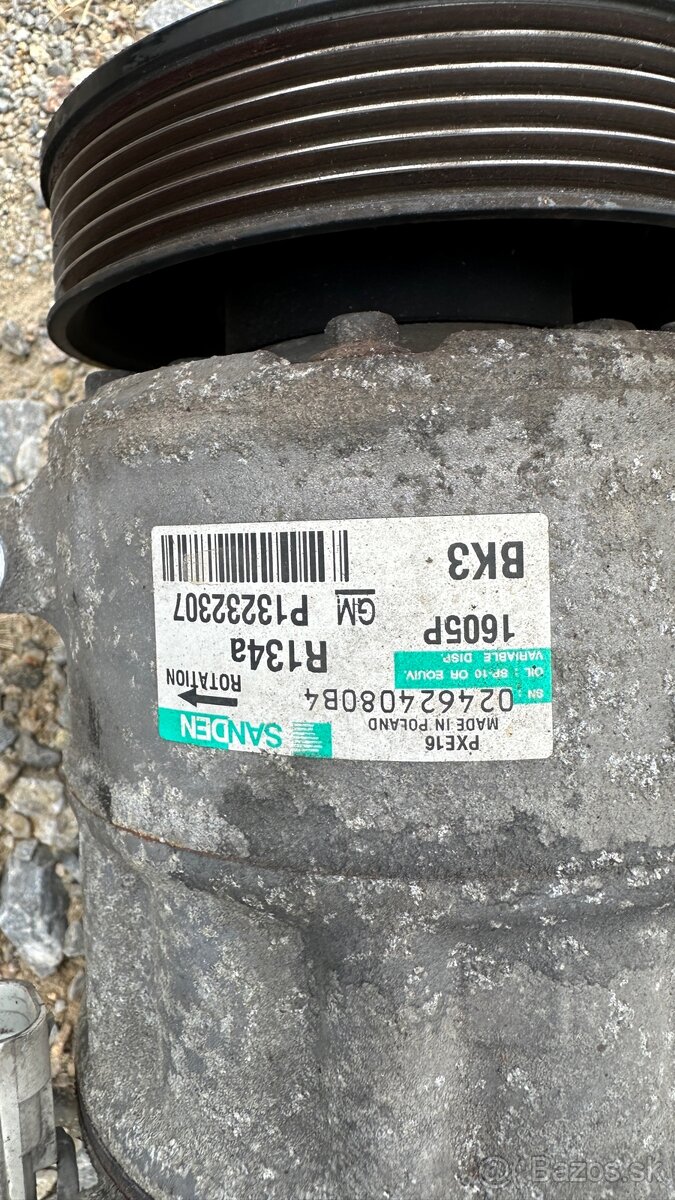 PXE16
MADE IN POLAND
SANDEN
SN: 02462408084
OIL: SP-10 OR EQUIV.
VARIABLE DISP.
ROTATION
1605P
R134a
GM P13232307
BK3
Bazos.sk